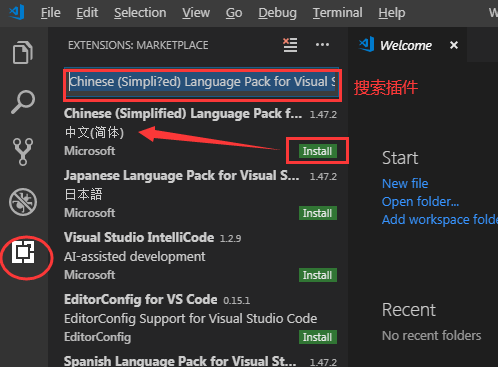 File Edit Selection View Go Debug Terminal Help
EXTENSIONS: MARKETPLACE
Welcome
Chinese (Simpli?ed) Language Pack for Visual S
搜索插件
Chinese (Simplified) Language Pack f... 1.47.2
中文(简体)
Microsoft Install
Japanese Language Pack for Visual S... 1.47.2
日本語
Microsoft Install
Visual Studio IntelliCode 1.2.9
AI-assisted development
Microsoft Install
EditorConfig for VS Code 0.15.1
EditorConfig Support for Visual Studio Code
EditorConfig Install
Spanish Language Pack for Visual St... 1.47.2
Start
New file
Open folder...
Add workspace folde
Recent
No recent folders